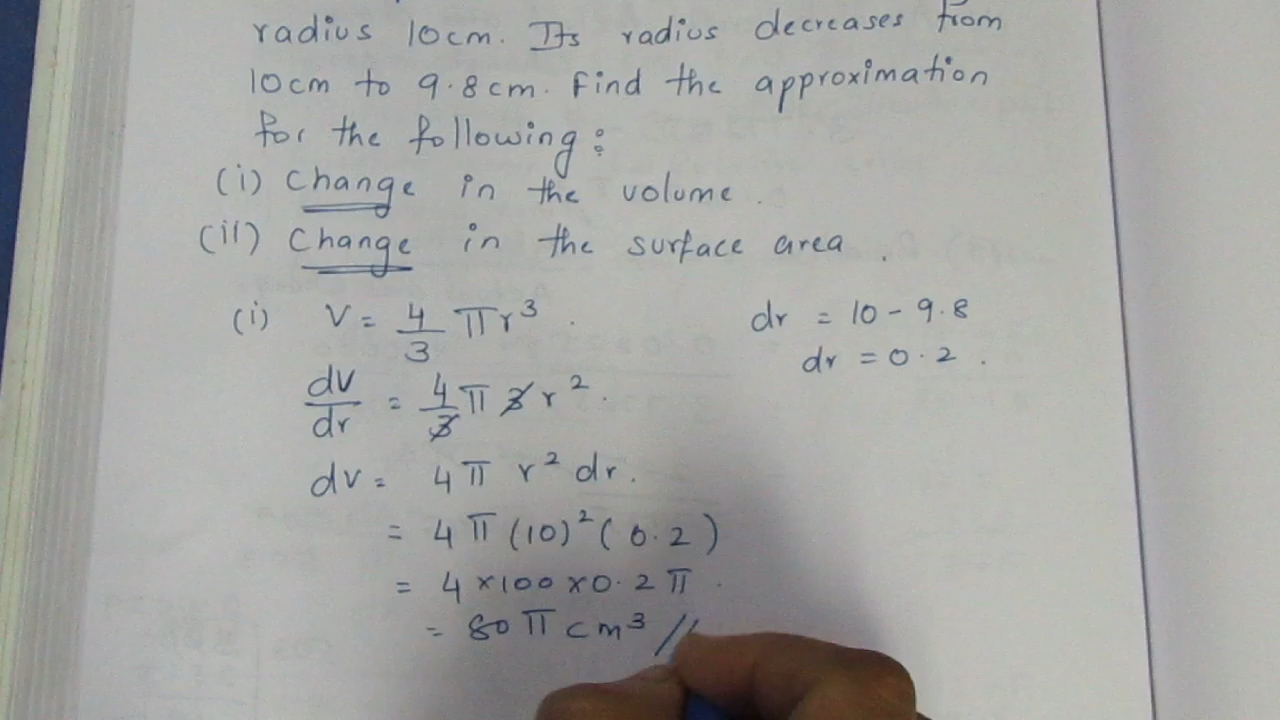 radius 10cm. Its radius decreases from
10cm to 9.8cm. Find the approximation
for the following:
(i) Change in the volume.
(ii) Change in the surface area.
(i) V = 4/3 πr³.
dr = 10 - 9.8
dr = 0.2.
dv/dr = 4/3 π 3 r².
dv = 4π r² dr.
= 4π (10)² (0.2)
= 4 × 100 × 0.2 π.
= 80 π cm³ //